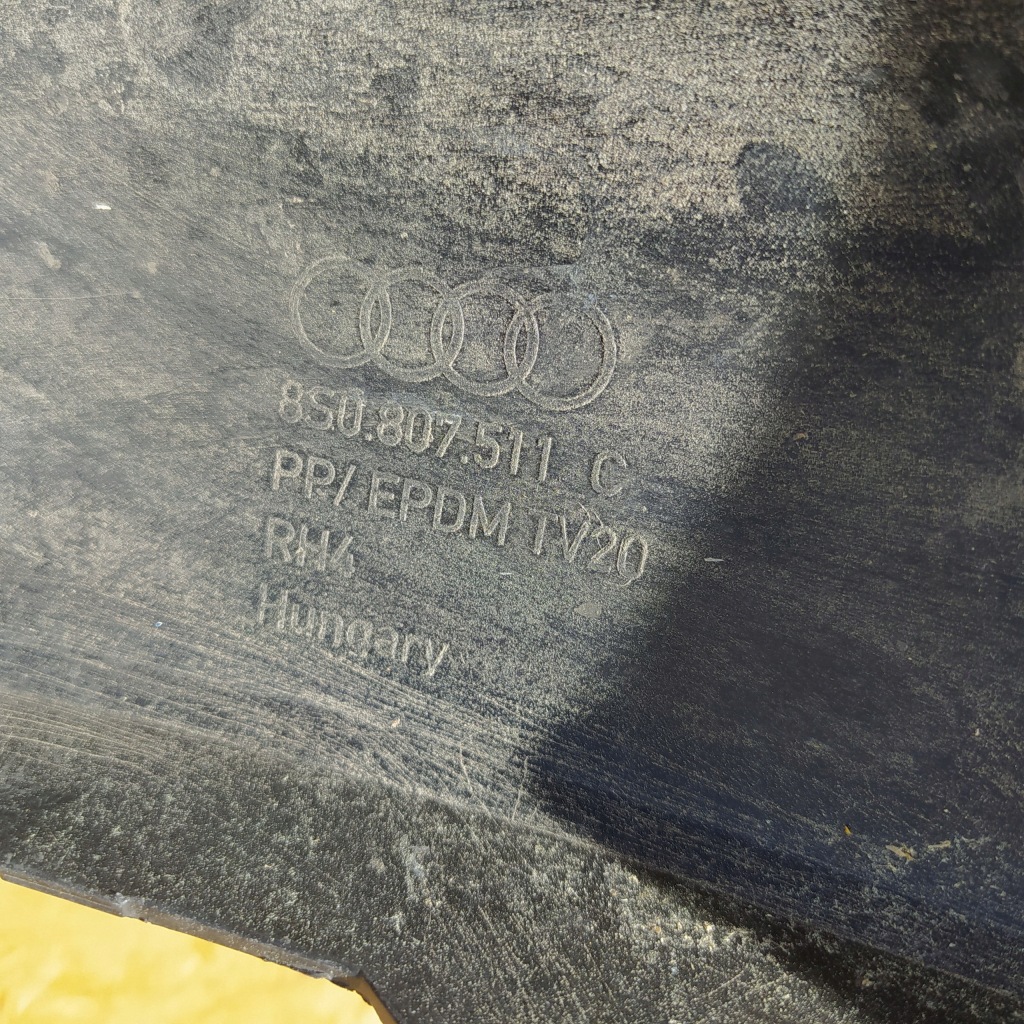 8S0.807.511 C
PP/EPDM TV20
RH4
Hungary